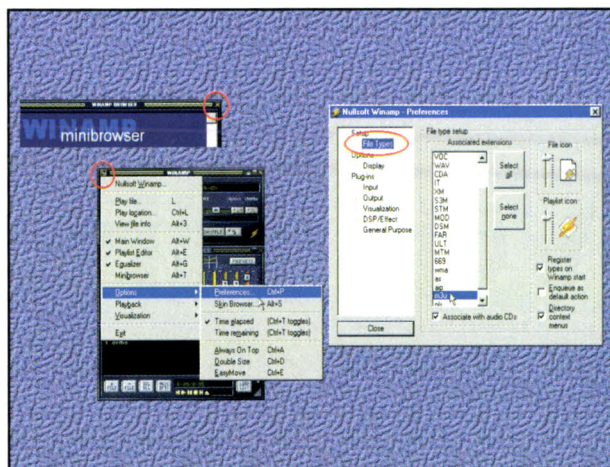 WINAMP BROWSER
WINAMP
minibrowser
WINAMP
Nullsoft Winamp...
Play file... L
Play location... Ctrl+L
View file info Alt+3
Main Window Alt+W
Playlist Editor Alt+E
Equalizer Alt+G
Minibrowser Alt+T
Options
Playback
Visualization
Exit
Preferences... Ctrl+P
Skin Browser... Alt+S
Time elapsed (Ctrl+T toggles)
Time remaining (Ctrl+T toggles)
Always On Top Ctrl+A
Double Size Ctrl+D
EasyMove Ctrl+E
Nullsoft Winamp - Preferences
Setup
File Types
Options
Display
Plug-ins
Input
Output
Visualization
DSP/Effect
General Purpose
Close
File type setup
Associated extensions
VOC
WAV
CDA
IT
XM
S3M
STM
MOD
DSM
FAR
ULT
MTM
669
wma
as
m3u
Associate with audio CDs
Select all
Select none
File icon
Playlist icon
Register types on Winamp start
Enqueue as default action
Directory context menus